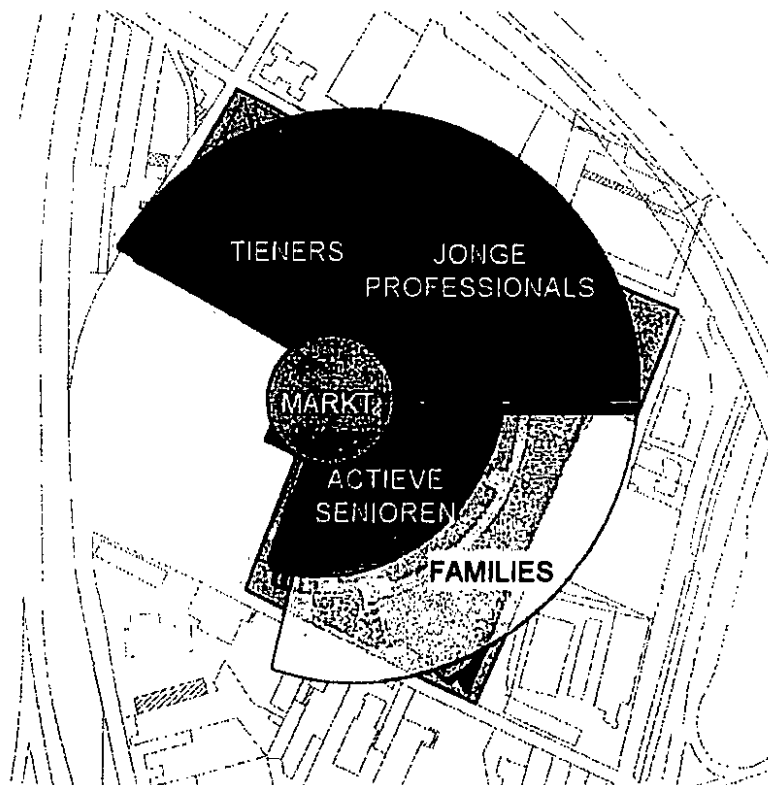 TIENERS
JONGE
PROFESSIONALS
MARKT
ACTIEVE
SENIOREN
FAMILIES